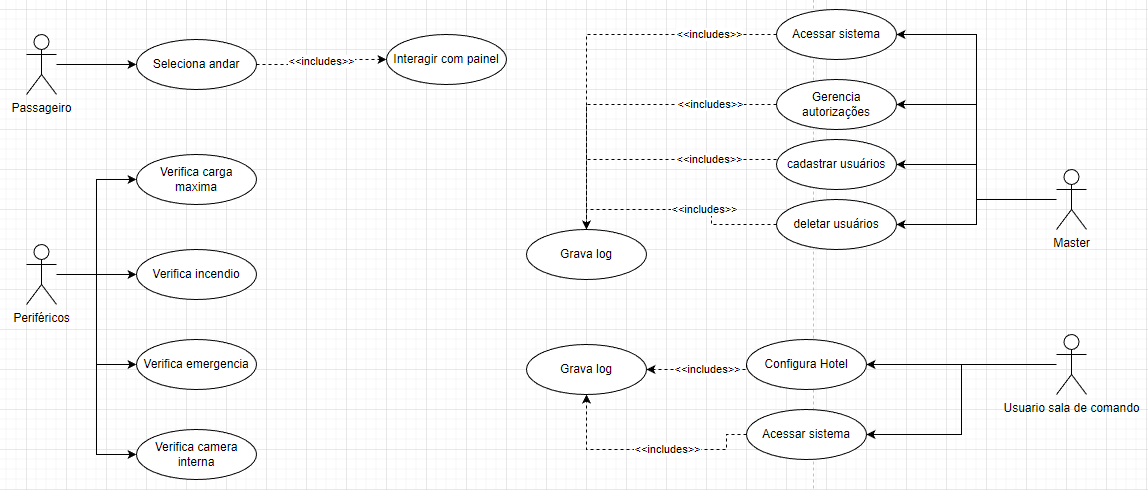 Seleciona andar
<<includes>>
Interagir com painel
Passageiro
Verifica carga
maxima
Verifica incendio
Periféricos
Verifica emergencia
Verifica camera
interna
<<includes>>
Acessar sistema
<<includes>>
Gerencia
autorizações
<<includes>>
cadastrar usuários
<<includes>>
deletar usuários
Grava log
Master
Grava log
<<includes>>
Configura Hotel
Usuario sala de comando
<<includes>>
Acessar sistema